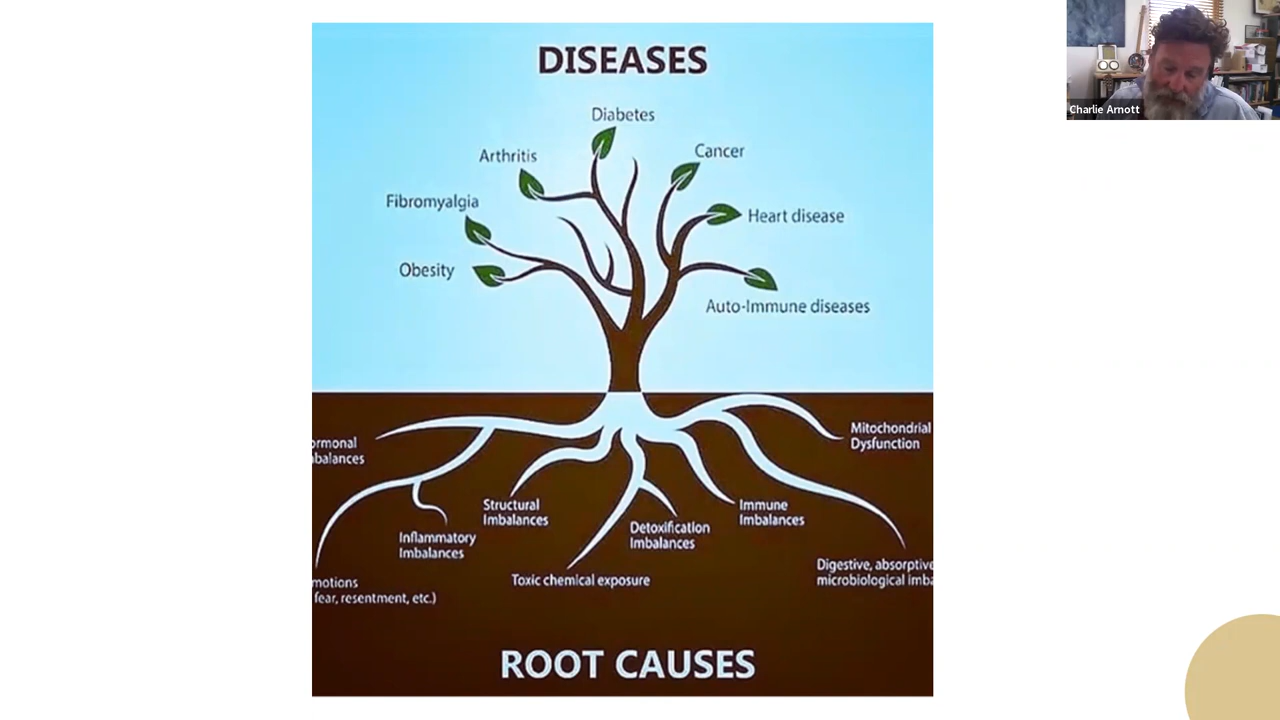 DISEASES
Charlie Arnott
Diabetes
Cancer
Arthritis
Fibromyalgia
Heart disease
Obesity
Auto-Immune diseases
ormonal
balances
Mitochondrial
Dysfunction
Structural
Imbalances
Immune
Imbalances
Detoxification
Imbalances
Inflammatory
Imbalances
Digestive, absorptive
microbiological imba
Toxic chemical exposure
motions
fear, resentment, etc.)
ROOT CAUSES